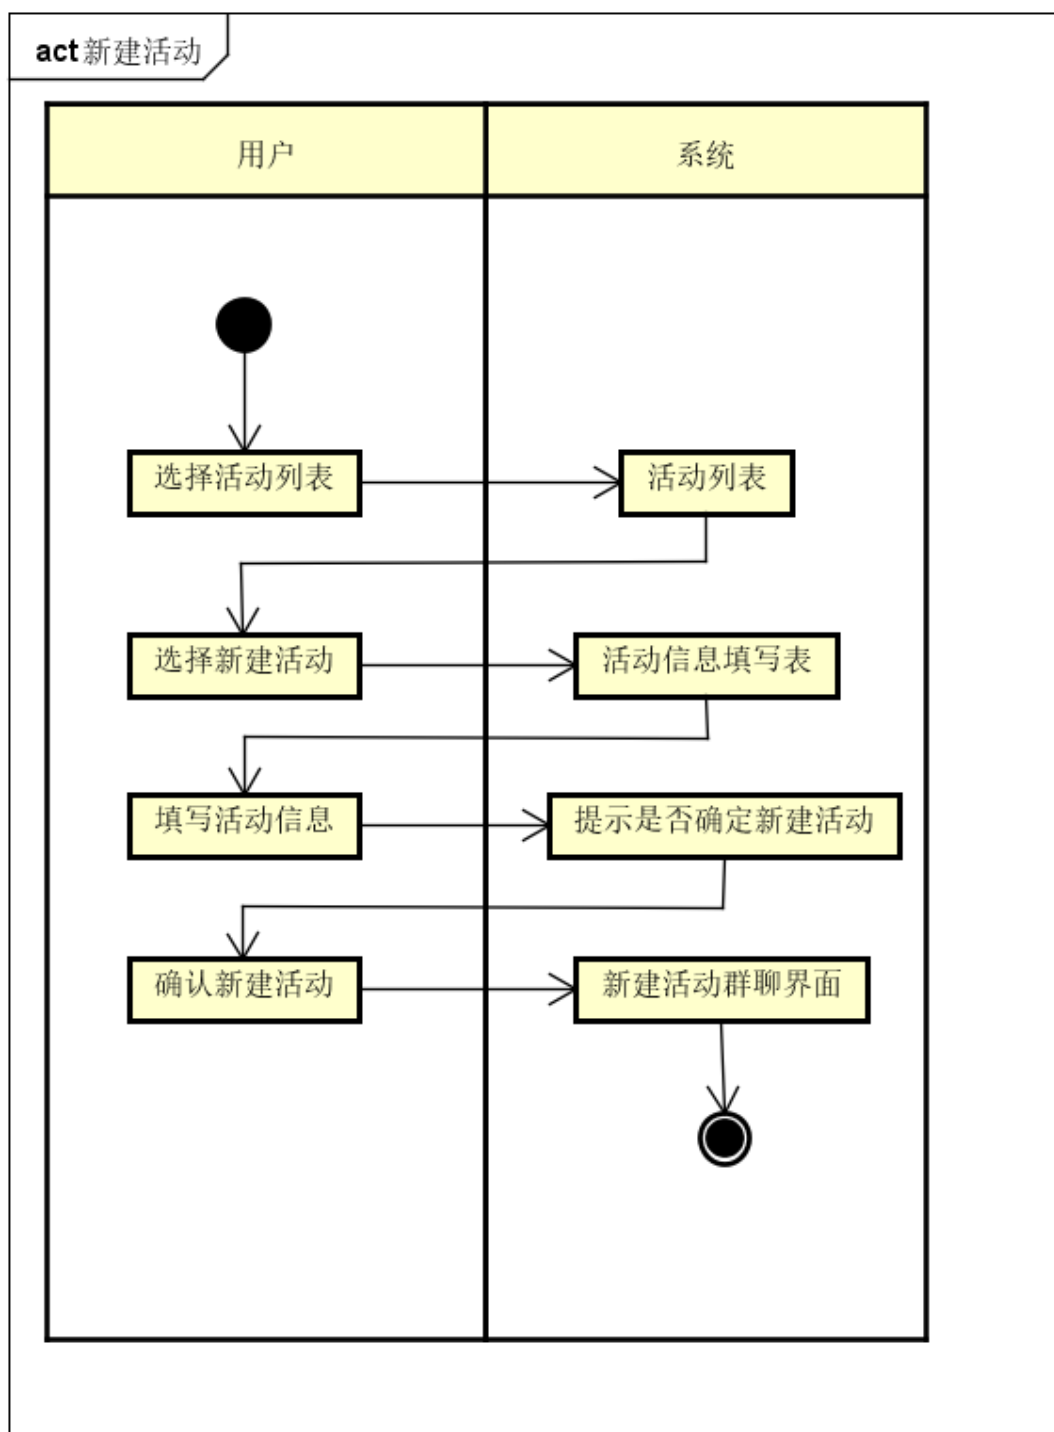 act 新建活动
用户
系统
选择活动列表
活动列表
选择新建活动
活动信息填写表
填写活动信息
提示是否确定新建活动
确认新建活动
新建活动群聊界面